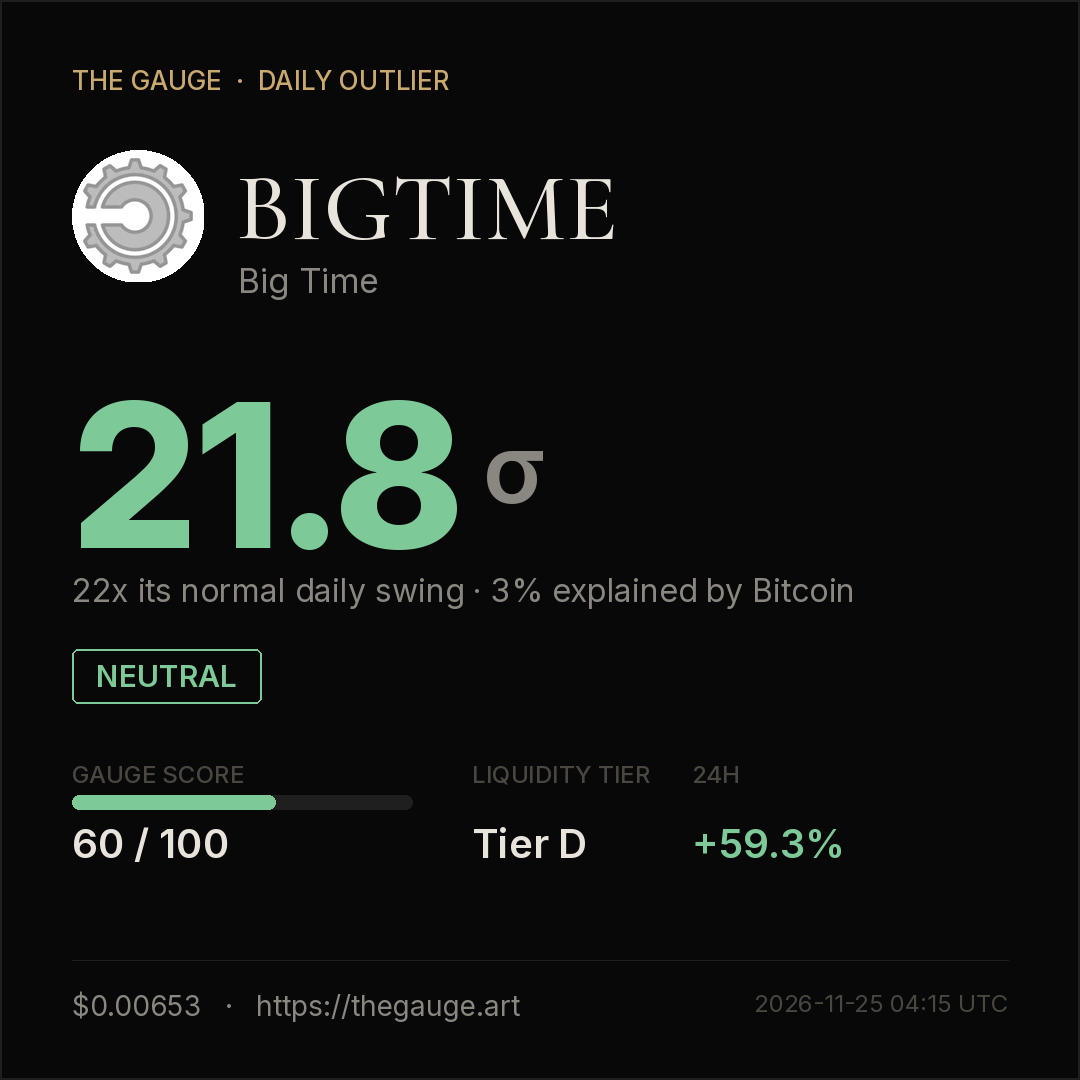 THE GAUGE · DAILY OUTLIER
BIGTIME
Big Time
21.8 σ
22x its normal daily swing · 3% explained by Bitcoin
NEUTRAL
GAUGE SCORE LIQUIDITY TIER 24H
60 / 100 Tier D +59.3%
$0.00653 · https://thegauge.art 2026-11-25 04:15 UTC